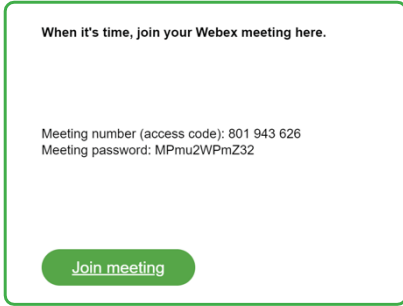 When it's time, join your Webex meeting here.
Meeting number (access code): 801 943 626
Meeting password: MPmu2WPmZ32
Join meeting